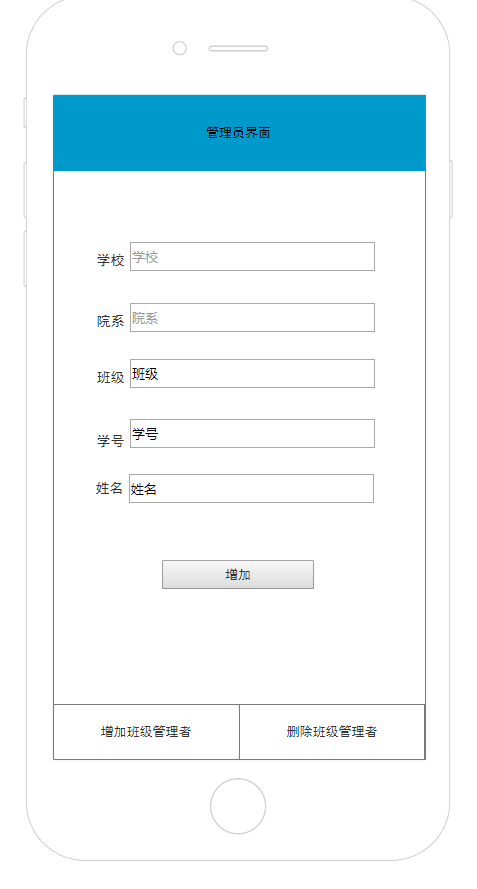 管理员界面
学校 学校
院系 院系
班级 班级
学号 学号
姓名 姓名
增加
增加班级管理者 删除班级管理者